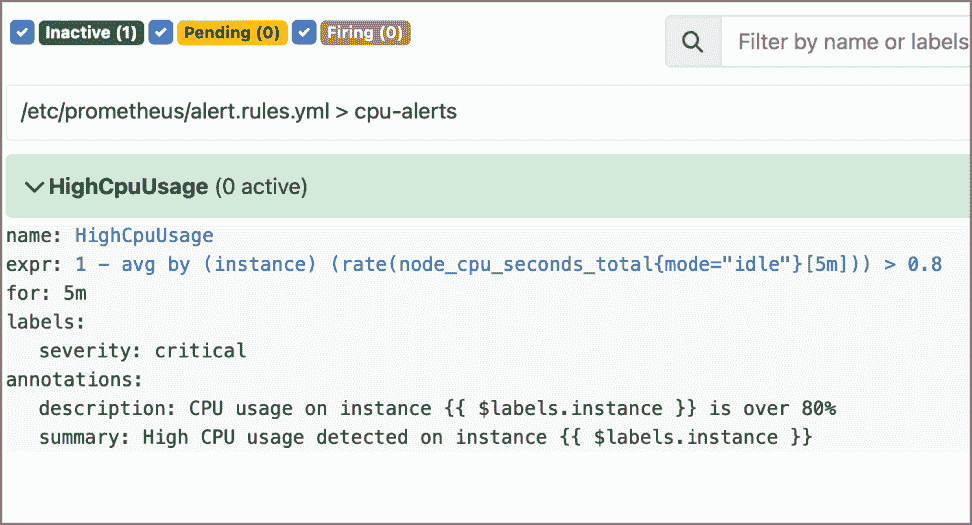 Inactive (1) Pending (0) Firing (0)
Filter by name or labels
/etc/prometheus/alert.rules.yml > cpu-alerts
HighCpuUsage (0 active)
name: HighCpuUsage
expr: 1 - avg by (instance) (rate(node_cpu_seconds_total{mode="idle"}[5m])) > 0.8
for: 5m
labels:
severity: critical
annotations:
description: CPU usage on instance {{ $labels.instance }} is over 80%
summary: High CPU usage detected on instance {{ $labels.instance }}